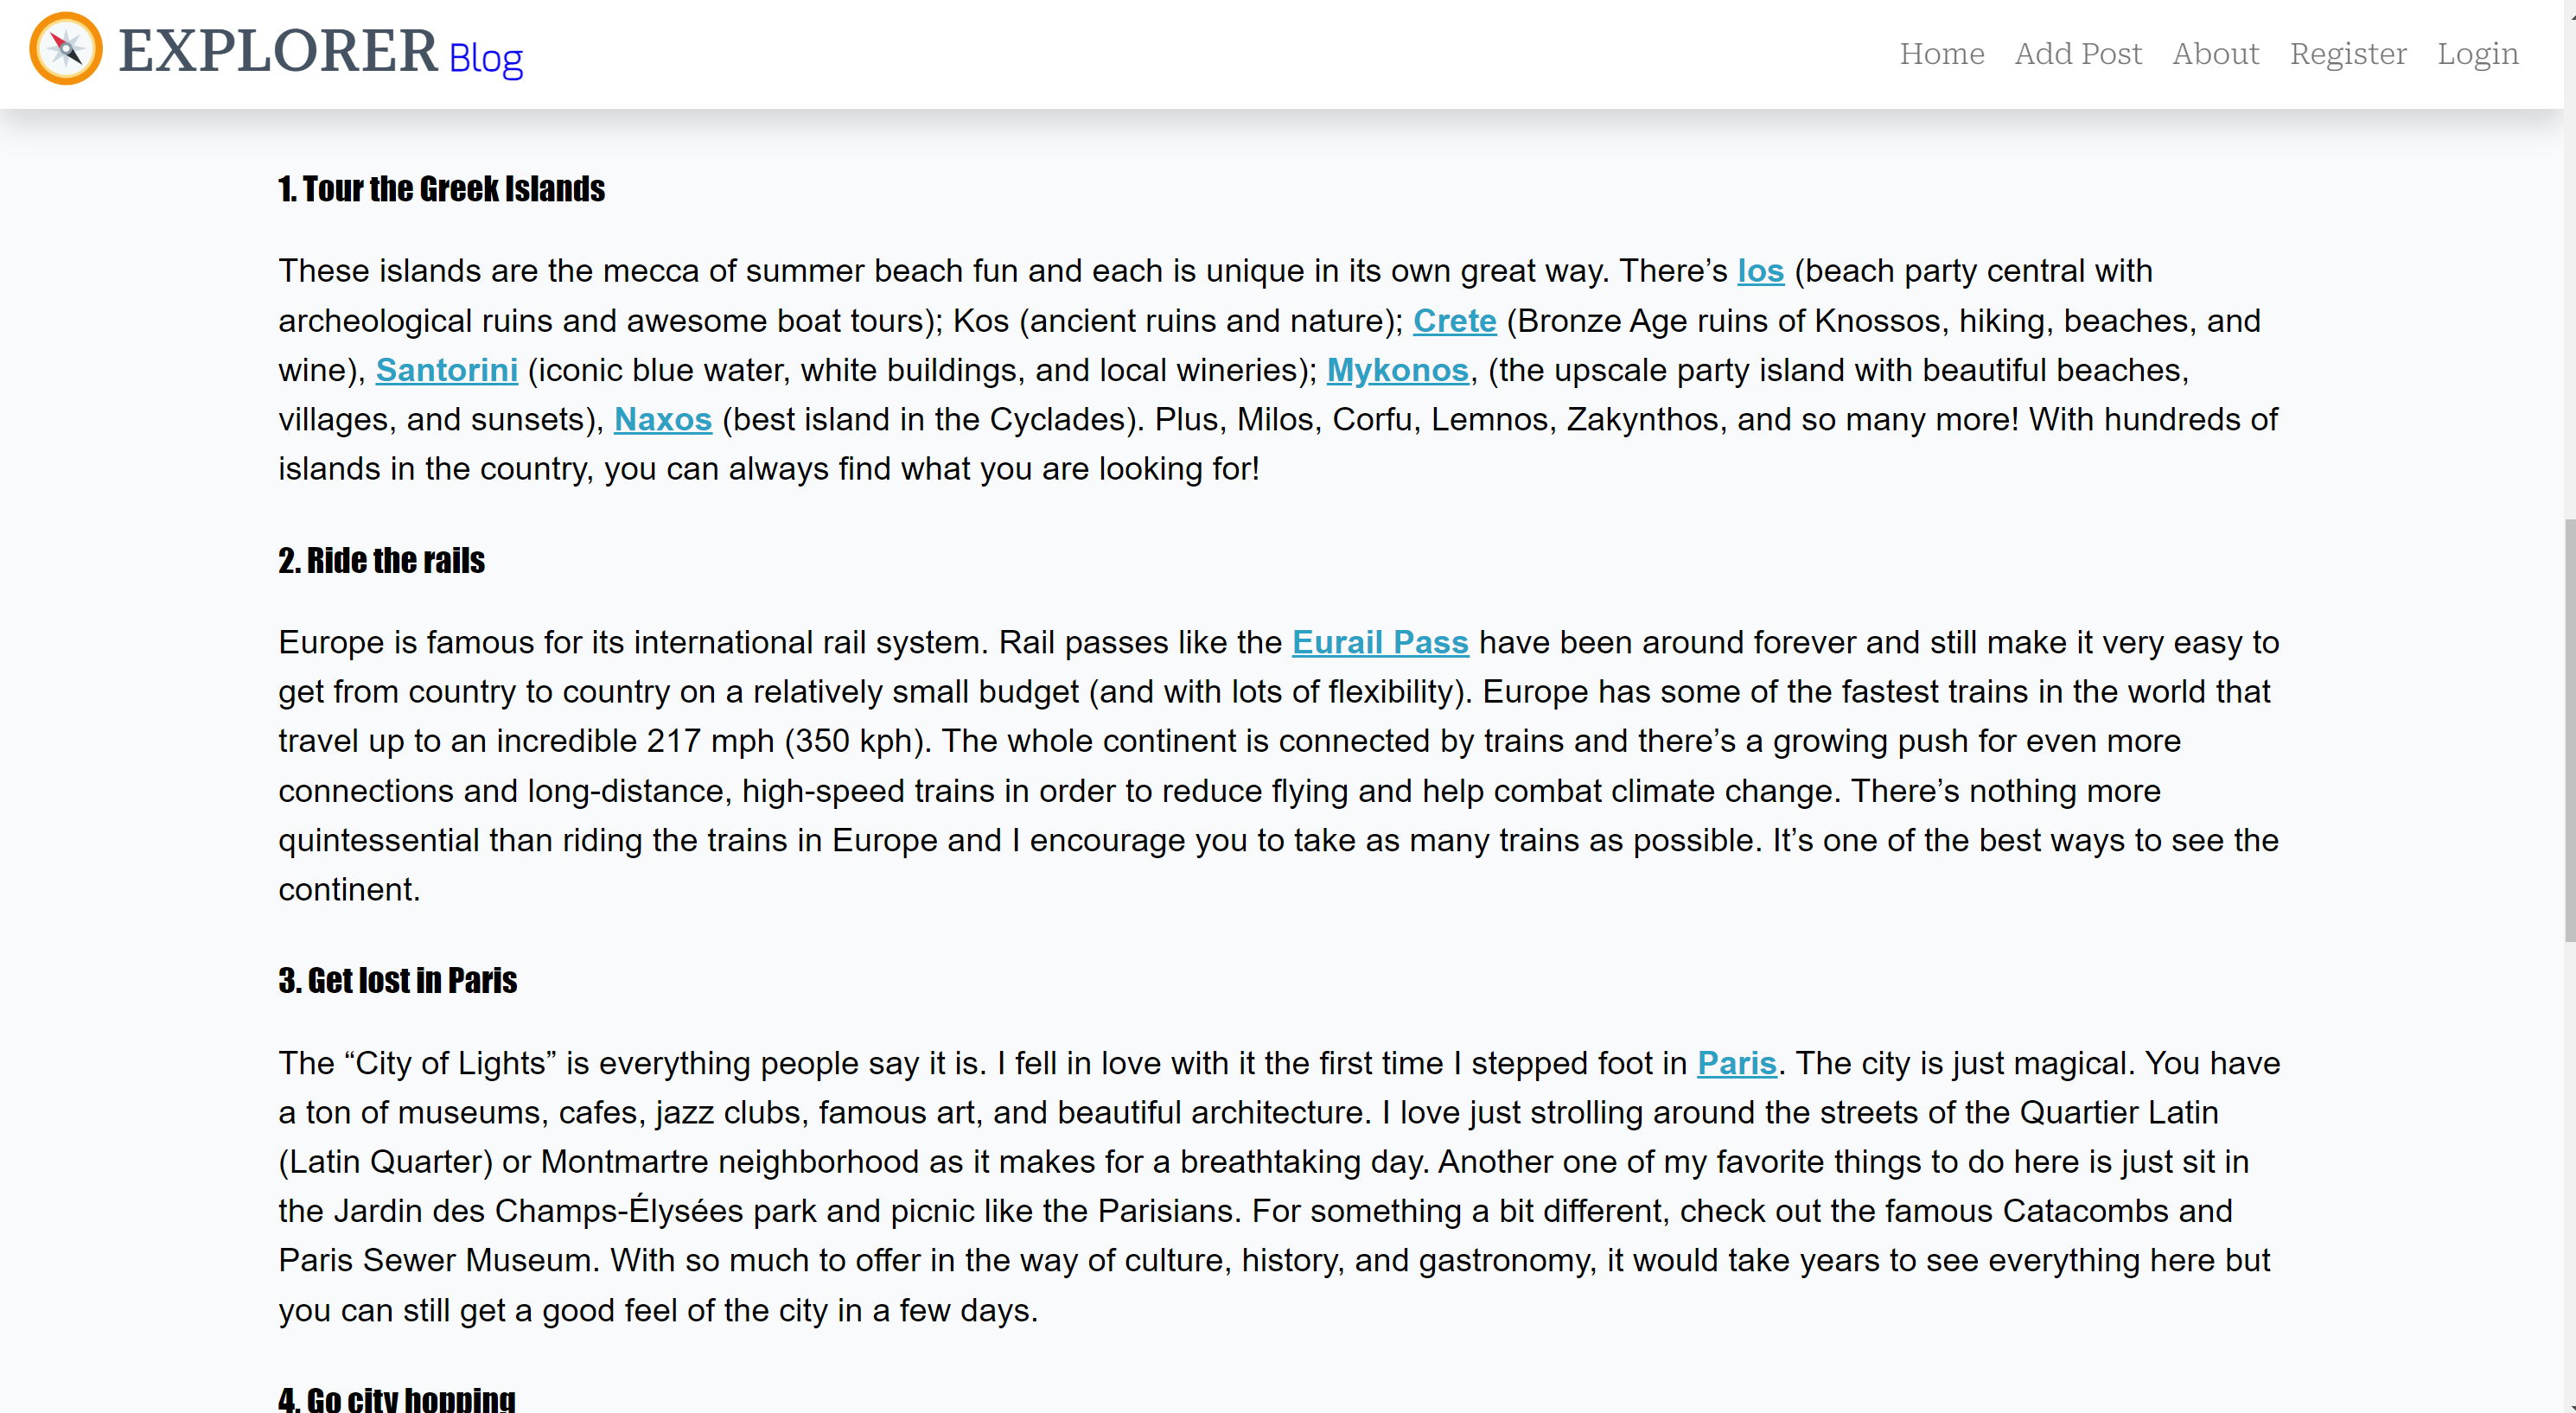 EXPLORER Blog
Home Add Post About Register Login
1. Tour the Greek Islands
These islands are the mecca of summer beach fun and each is unique in its own great way. There’s Ios (beach party central with
archeological ruins and awesome boat tours); Kos (ancient ruins and nature); Crete (Bronze Age ruins of Knossos, hiking, beaches, and
wine), Santorini (iconic blue water, white buildings, and local wineries); Mykonos, (the upscale party island with beautiful beaches,
villages, and sunsets), Naxos (best island in the Cyclades). Plus, Milos, Corfu, Lemnos, Zakynthos, and so many more! With hundreds of
islands in the country, you can always find what you are looking for!
2. Ride the rails
Europe is famous for its international rail system. Rail passes like the Eurail Pass have been around forever and still make it very easy to
get from country to country on a relatively small budget (and with lots of flexibility). Europe has some of the fastest trains in the world that
travel up to an incredible 217 mph (350 kph). The whole continent is connected by trains and there’s a growing push for even more
connections and long-distance, high-speed trains in order to reduce flying and help combat climate change. There’s nothing more
quintessential than riding the trains in Europe and I encourage you to take as many trains as possible. It’s one of the best ways to see the
continent.
3. Get lost in Paris
The “City of Lights” is everything people say it is. I fell in love with it the first time I stepped foot in Paris. The city is just magical. You have
a ton of museums, cafes, jazz clubs, famous art, and beautiful architecture. I love just strolling around the streets of the Quartier Latin
(Latin Quarter) or Montmartre neighborhood as it makes for a breathtaking day. Another one of my favorite things to do here is just sit in
the Jardin des Champs-Élysées park and picnic like the Parisians. For something a bit different, check out the famous Catacombs and
Paris Sewer Museum. With so much to offer in the way of culture, history, and gastronomy, it would take years to see everything here but
you can still get a good feel of the city in a few days.
4. Go city hopping